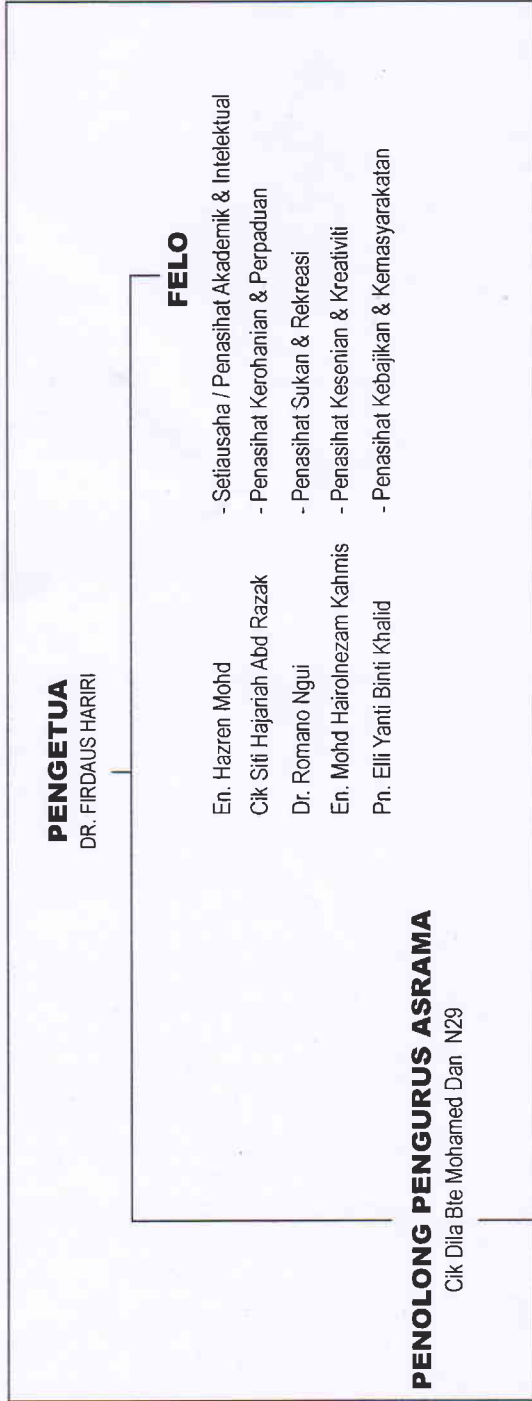 PENGETUA
DR. FIRDAUS HARIRI
FELO
En. Hazren Mohd - Setiausaha / Penasihat Akademik & Intelektual
Cik Siti Hajariah Abd Razak - Penasihat Kerohanian & Perpaduan
Dr. Romano Ngui - Penasihat Sukan & Rekreasi
En. Mohd Hairolnezam Kahmis - Penasihat Kesenian & Kreativiti
Pn. Elli Yanti Binti Khalid - Penasihat Kebajikan & Kemasyarakatan
PENOLONG PENGURUS ASRAMA
Cik Dila Bte Mohamed Dan N29